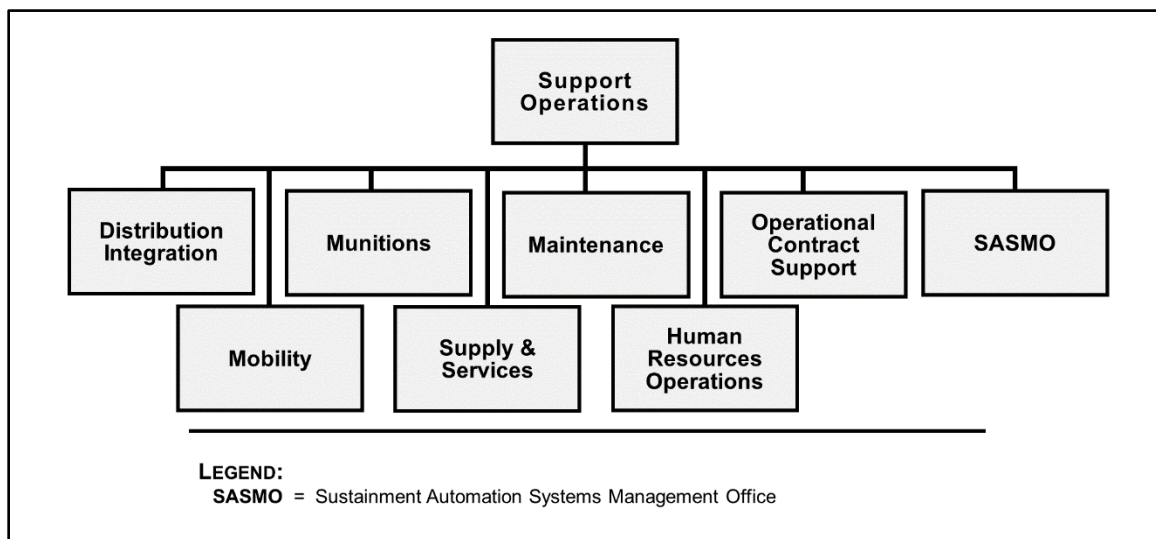 Support
Operations
Distribution
Integration
Munitions
Maintenance
Operational
Contract
Support
SASMO
Mobility
Supply &
Services
Human
Resources
Operations
LEGEND:
SASMO = Sustainment Automation Systems Management Office